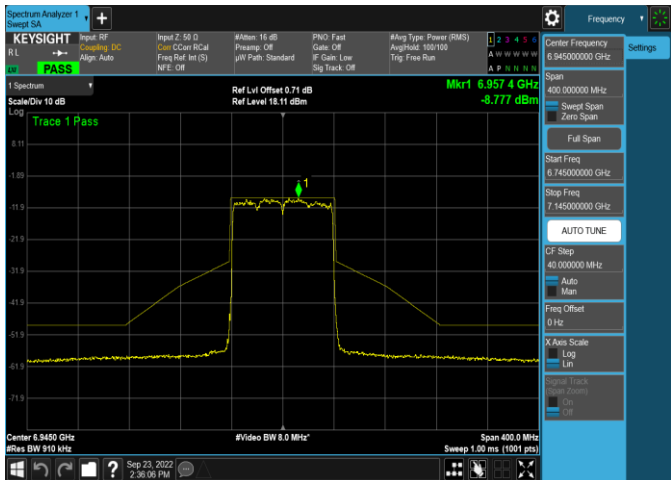 Spectrum Analyzer 1
Swept SA
+
Frequency
KEYSIGHT
RL
PASS
Input: RF
Coupling: DC
Align: Auto
Input Z: 50 Ω
Corr CCorr RCal
Freq Ref: Int (S)
NFE: Off
#Atten: 16 dB
Preamp: Off
µW Path: Standard
PNO: Fast
Gate: Off
IF Gain: Low
Sig Track: Off
#Avg Type: Power (RMS)
Avg|Hold: 100/100
Trig: Free Run
1 2 3 4 5 6
A W W W W W
A P N N N N
1 Spectrum
Scale/Div 10 dB
Log
Ref Lvl Offset 0.71 dB
Ref Level 18.11 dBm
Mkr1 6.957 4 GHz
-8.777 dBm
Trace 1 Pass
8.11
-1.89
-11.9
-21.9
-31.9
-41.9
-51.9
-61.9
-71.9
1
Center 6.9450 GHz
#Res BW 910 kHz
#Video BW 8.0 MHz*
Span 400.0 MHz
Sweep 1.00 ms (1001 pts)
Center Frequency
6.945000000 GHz
Settings
Span
400.000000 MHz
Swept Span
Zero Span
Full Span
Start Freq
6.745000000 GHz
Stop Freq
7.145000000 GHz
AUTO TUNE
CF Step
40.000000 MHz
Auto
Man
Freq Offset
0 Hz
X Axis Scale
Log
Lin
Signal Track
(Span Zoom)
On
Off
?
Sep 23, 2022
2:36:06 PM